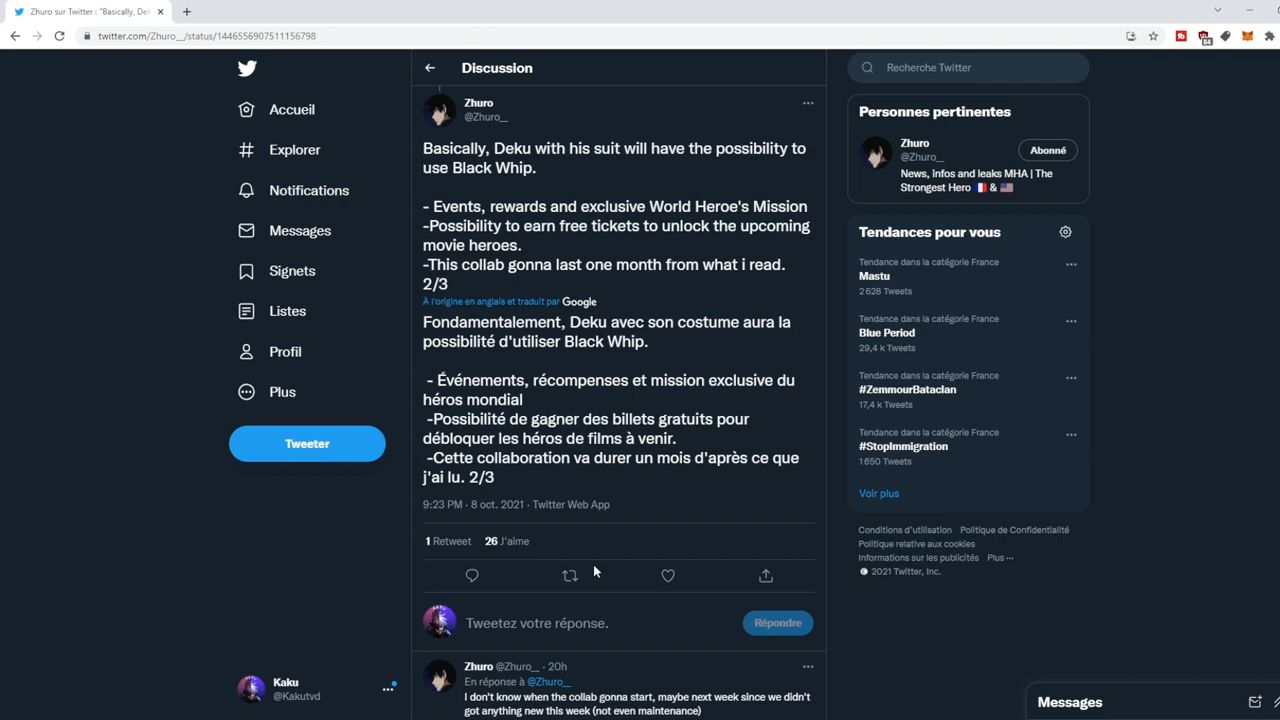 Zhuro sur Twitter : "Basically, Dek
twitter.com/Zhuro__/status/1446556907511156798
84
Discussion
Recherche Twitter
Accueil
Explorer
Notifications
Messages
Signets
Listes
Profil
Plus
Tweeter
Kaku
@Kakutvd
Zhuro
@Zhuro__
Basically, Deku with his suit will have the possibility to
use Black Whip.
- Events, rewards and exclusive World Heroe's Mission
-Possibility to earn free tickets to unlock the upcoming
movie heroes.
-This collab gonna last one month from what i read.
2/3
À l'origine en anglais et traduit par Google
Fondamentalement, Deku avec son costume aura la
possibilité d'utiliser Black Whip.
- Événements, récompenses et mission exclusive du
héros mondial
-Possibilité de gagner des billets gratuits pour
débloquer les héros de films à venir.
-Cette collaboration va durer un mois d'après ce que
j'ai lu. 2/3
9:23 PM · 8 oct. 2021 · Twitter Web App
1 Retweet 26 J'aime
Tweetez votre réponse.
Répondre
Zhuro @Zhuro__ · 20h
En réponse à @Zhuro__
I don't know when the collab gonna start, maybe next week since we didn't
got anything new this week (not even maintenance)
Personnes pertinentes
Zhuro
@Zhuro__
Abonné
News, infos and leaks MHA | The
Strongest Hero 🇫🇷 & 🇺🇸
Tendances pour vous
Tendance dans la catégorie France
Mastu
2 628 Tweets
Tendance dans la catégorie France
Blue Period
29,4 k Tweets
Tendance dans la catégorie France
#ZemmourBataclan
17,4 k Tweets
Tendance dans la catégorie France
#StopImmigration
1 650 Tweets
Voir plus
Conditions d'utilisation Politique de Confidentialité
Politique relative aux cookies
Informations sur les publicités Plus ···
© 2021 Twitter, Inc.
Messages